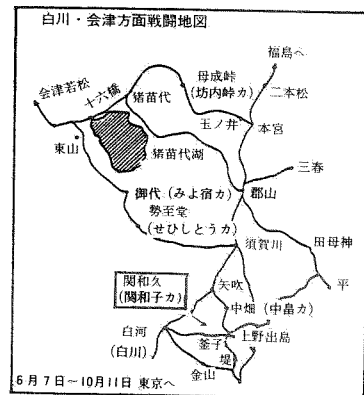 白川・会津方面戦闘地図
福島へ
会津若松
十六橋
猪苗代
母成峠
(坊内峠カ)
二本松
玉ノ井
本宮
東山
猪苗代湖
三春
御代(みよ宿カ)
郡山
勢至堂
(せひしとうカ)
田母神
須賀川
関和久
(関和子カ)
矢吹
平
中畑(中畠カ)
白河
(白川)
釜子
上野出島
堤
金山
6月7日~10月11日 東京へ